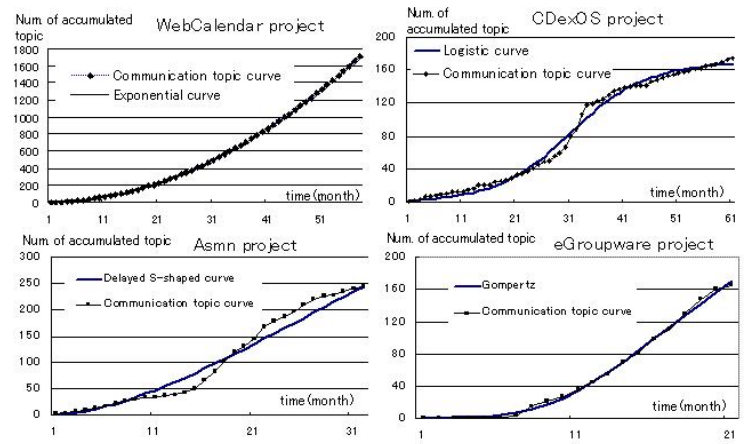 Num. of accumulated
topic
WebCalendar project
1800
1600
1400
1200
1000
800
600
400
200
0
Communication topic curve
Exponential curve
time(month)
1 11 21 31 41 51
Num. of
accumulated topic
CDexOS project
200
160
120
80
40
0
Logistic curve
Communication topic curve
time(month)
1 11 21 31 41 51 61
Num. of accumulated topic
Asmn project
300
250
200
150
100
50
0
Delayed S-shaped curve
Communication topic curve
time(month)
1 11 21 31
Num. of accumulated topic
eGroupware project
200
160
120
80
40
0
Gompertz
Communication topic curve
time(month)
1 11 21